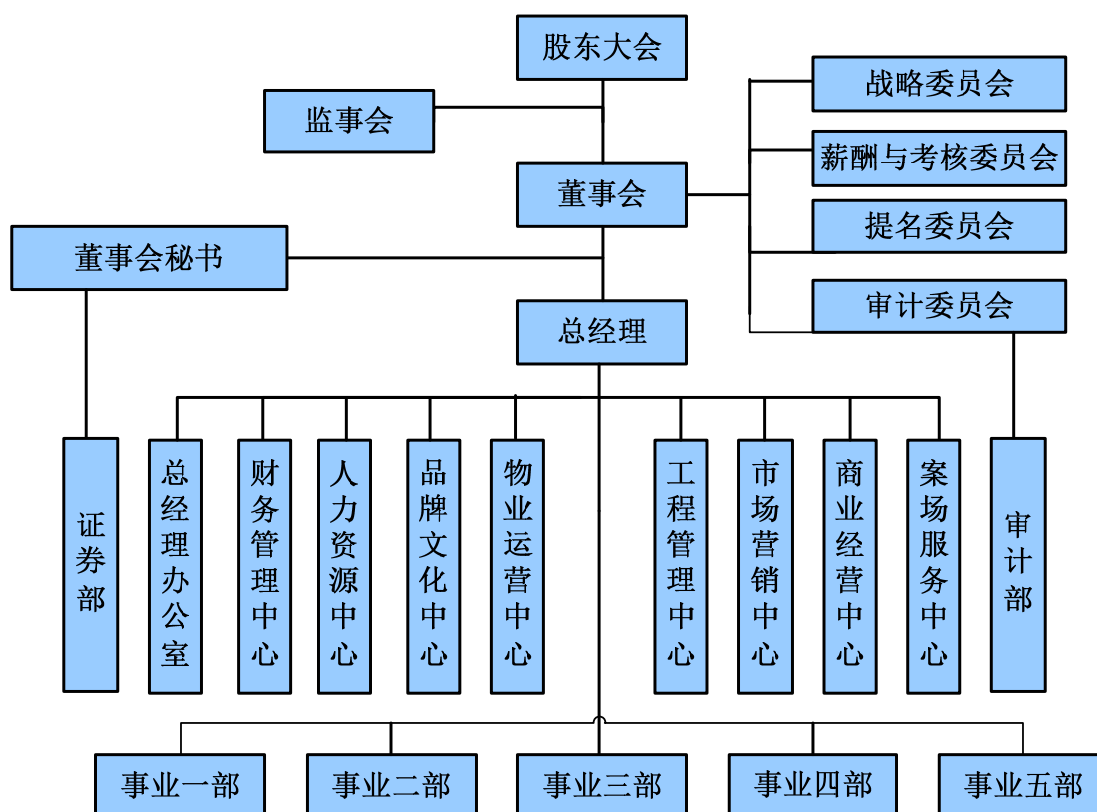 股东大会
战略委员会
监事会
薪酬与考核委员会
董事会
提名委员会
董事会秘书
审计委员会
总经理
证券部
总经理办公室
财务管理中心
人力资源中心
品牌文化中心
物业运营中心
工程管理中心
市场营销中心
商业经营中心
案场服务中心
审计部
事业一部
事业二部
事业三部
事业四部
事业五部